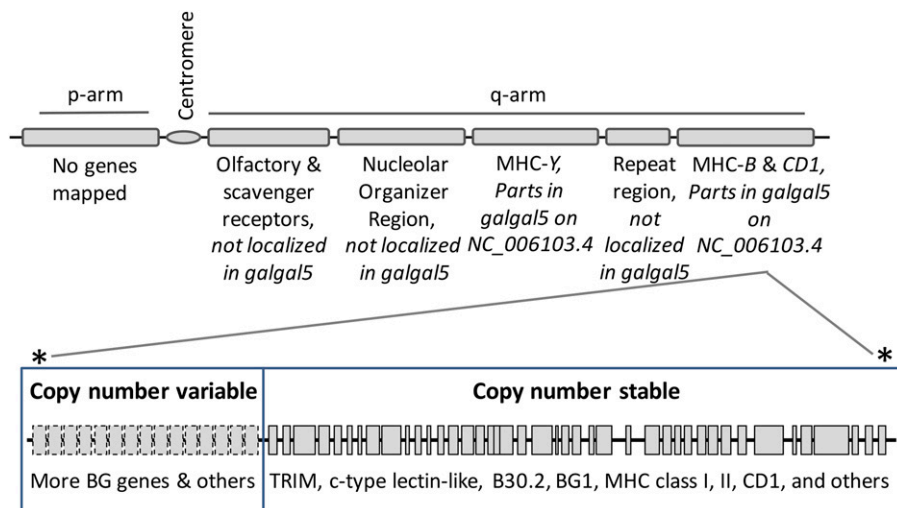 p-arm
Centromere
q-arm
No genes
mapped
Olfactory &
scavenger
receptors,
not localized
in galgal5
Nucleolar
Organizer
Region,
not localized
in galgal5
MHC-Y,
Parts in
galgal5 on
NC_006103.4
Repeat
region,
not
localized
in galgal5
MHC-B & CD1,
Parts in galgal5
on
NC_006103.4
* *
Copy number variable
Copy number stable
More BG genes & others
TRIM, c-type lectin-like, B30.2, BG1, MHC class I, II, CD1, and others